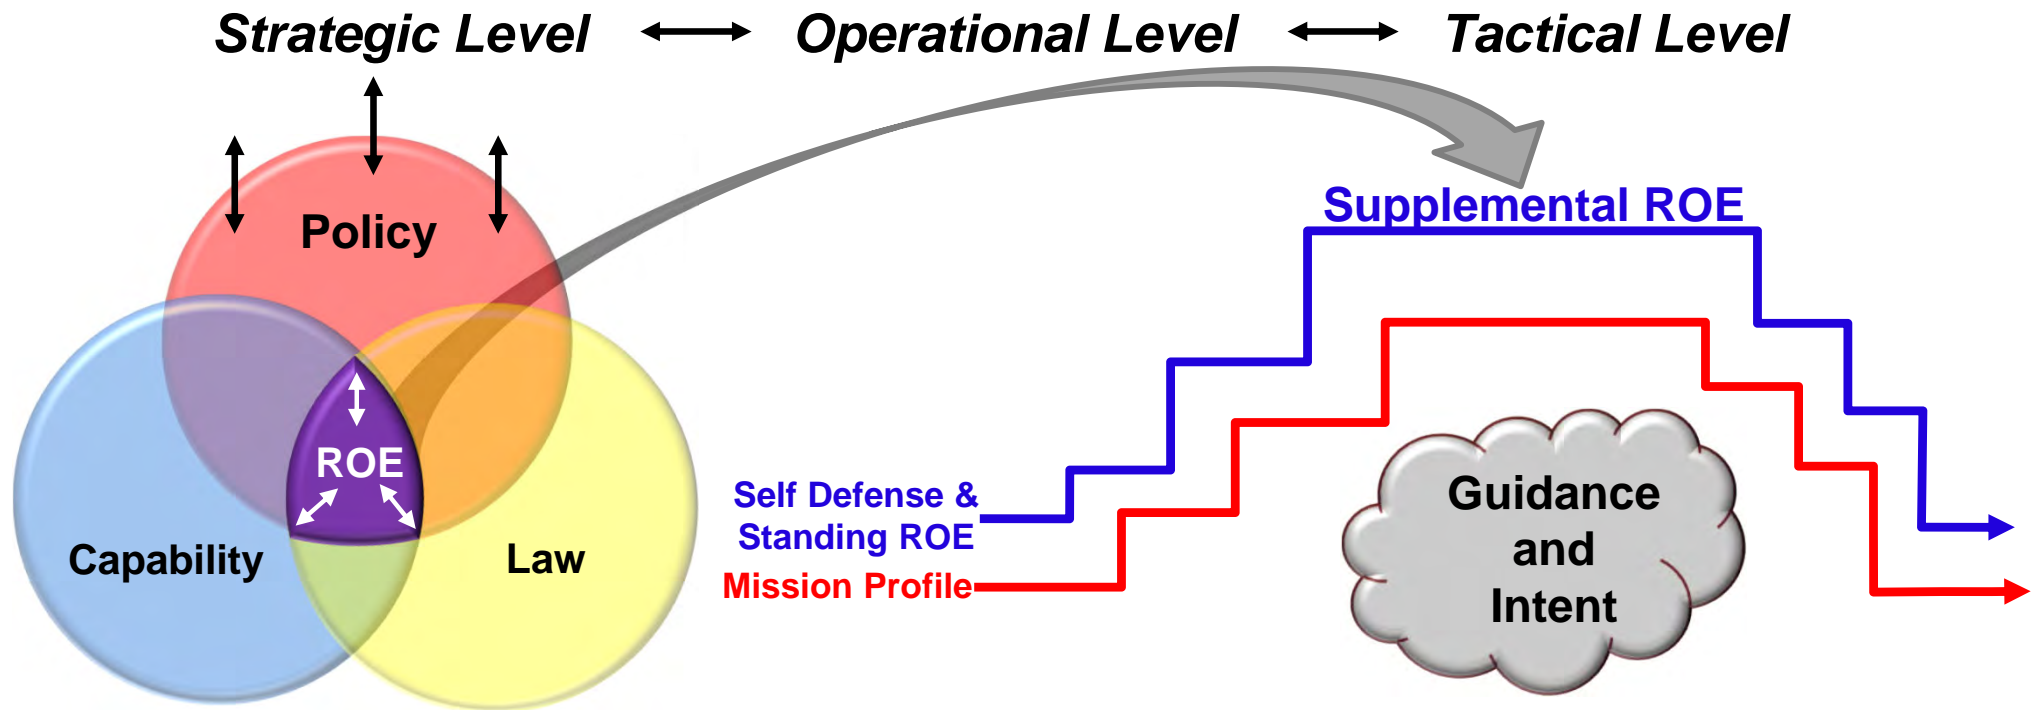 Strategic Level
Operational Level
Tactical Level
Policy
Capability
ROE
Law
Supplemental ROE
Self Defense &
Standing ROE
Mission Profile
Guidance
and
Intent